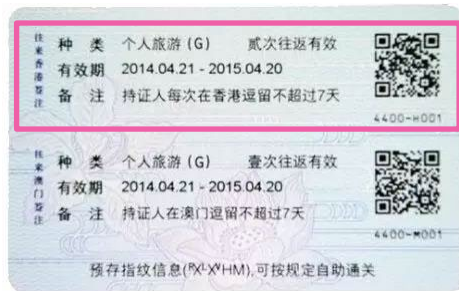 往来香港签注
种 类 个人旅游(G) 贰次往返有效
有效期 2014.04.21-2015.04.20
备 注 持证人每次在香港逗留不超过7天
4400-H001
往来澳门签注
种 类 个人旅游(G) 壹次往返有效
有效期 2014.04.21-2015.04.20
备 注 持证人在澳门逗留不超过7天
4400-M001
预存指纹信息 可按规定自助通关